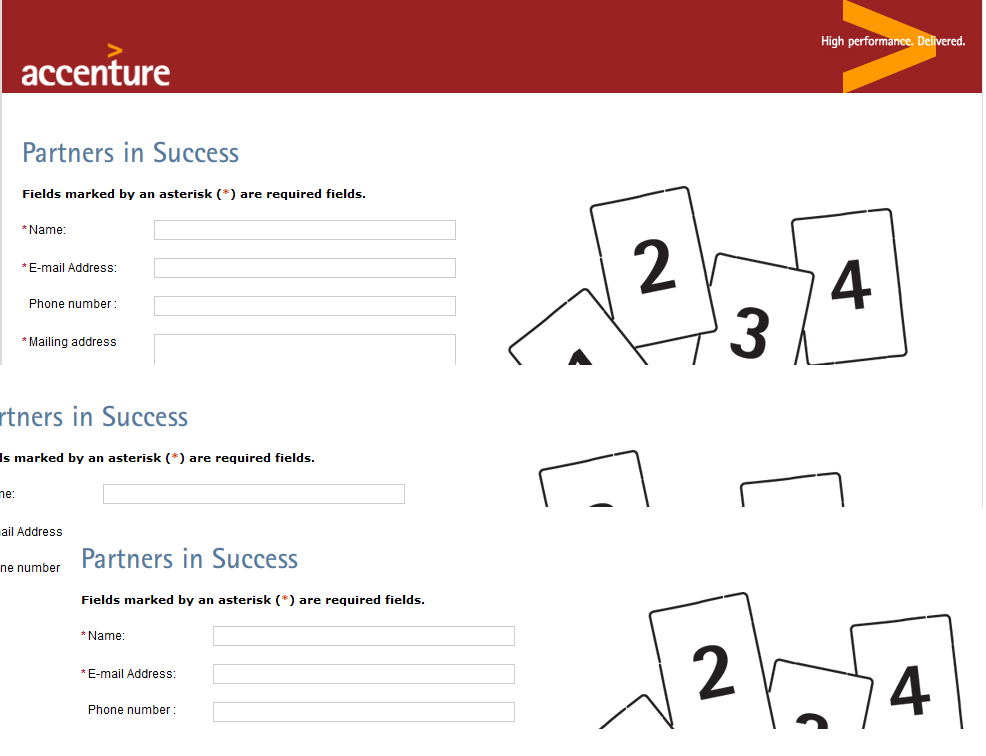 High performance. Delivered.
accenture
Partners in Success
Fields marked by an asterisk (*) are required fields.
* Name:
* E-mail Address:
Phone number :
* Mailing address
2
3
4
rtners in Success
ls marked by an asterisk (*) are required fields.
me:
ail Address
ne number
Partners in Success
Fields marked by an asterisk (*) are required fields.
* Name:
* E-mail Address:
Phone number :
2
4